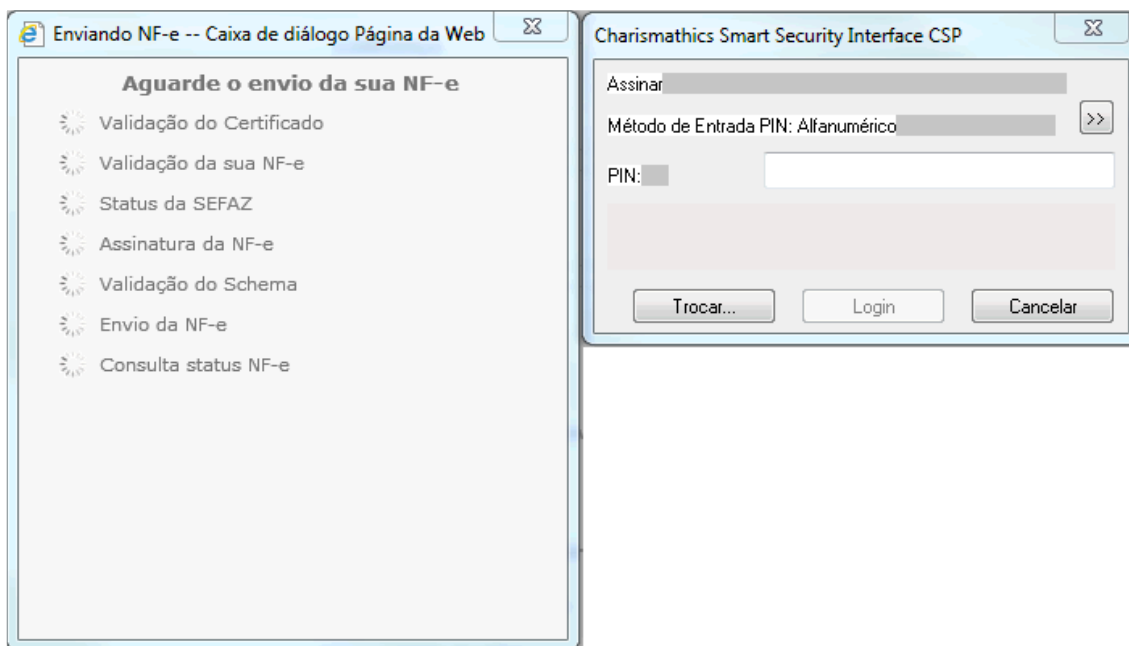 Enviando NF-e -- Caixa de diálogo Página da Web
Aguarde o envio da sua NF-e
Validação do Certificado
Validação da sua NF-e
Status da SEFAZ
Assinatura da NF-e
Validação do Schema
Envio da NF-e
Consulta status NF-e
Charismathics Smart Security Interface CSP
Assinar
Método de Entrada PIN: Alfanumérico
>>
PIN:
Trocar...
Login
Cancelar